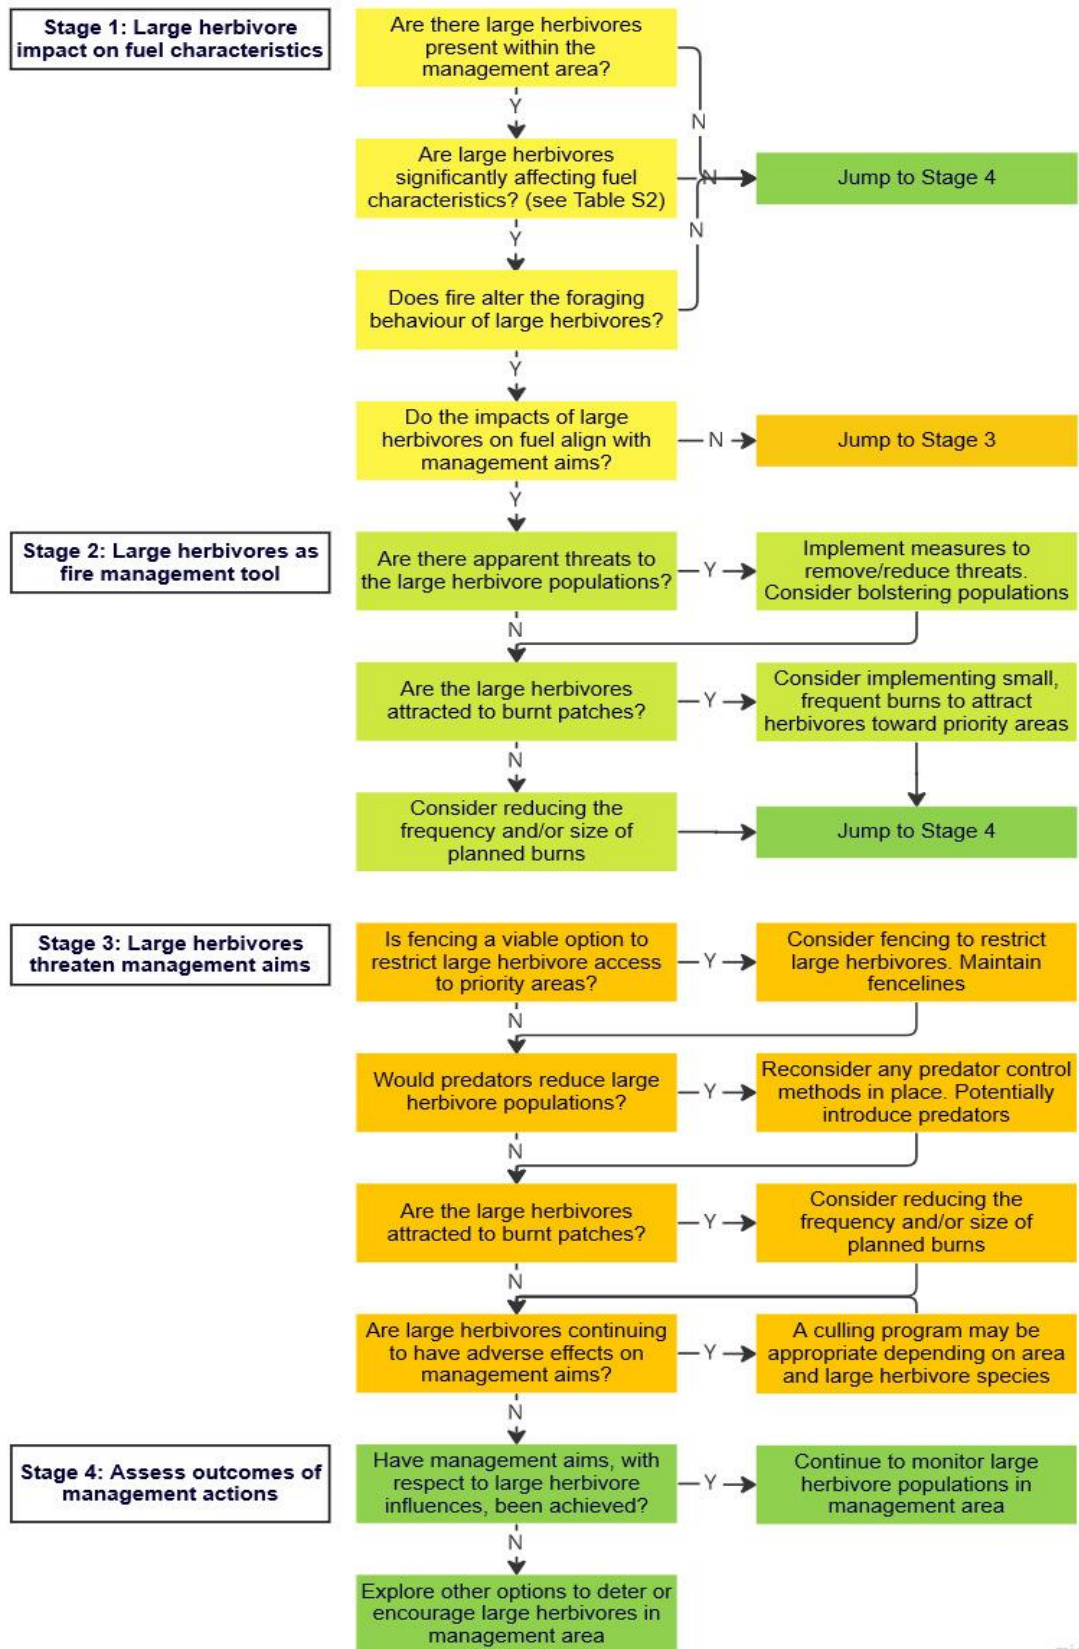 Stage 1: Large herbivore
impact on fuel characteristics
Are there large herbivores
present within the
management area?
Y
N
Are large herbivores
significantly affecting fuel
characteristics? (see Table S2)
N
Jump to Stage 4
Y
N
Does fire alter the foraging
behaviour of large herbivores?
Y
Do the impacts of large
herbivores on fuel align with
management aims?
N
Jump to Stage 3
Y
Stage 2: Large herbivores as
fire management tool
Are there apparent threats to
the large herbivore populations?
Y
Implement measures to
remove/reduce threats.
Consider bolstering populations
N
Are the large herbivores
attracted to burnt patches?
Y
Consider implementing small,
frequent burns to attract
herbivores toward priority areas
N
Consider reducing the
frequency and/or size of
planned burns
Jump to Stage 4
Stage 3: Large herbivores
threaten management aims
Is fencing a viable option to
restrict large herbivore access
to priority areas?
Y
Consider fencing to restrict
large herbivores. Maintain
fencelines
N
Would predators reduce large
herbivore populations?
Y
Reconsider any predator control
methods in place. Potentially
introduce predators
N
Are the large herbivores
attracted to burnt patches?
Y
Consider reducing the
frequency and/or size of
planned burns
N
Are large herbivores continuing
to have adverse effects on
management aims?
Y
A culling program may be
appropriate depending on area
and large herbivore species
N
Stage 4: Assess outcomes of
management actions
Have management aims, with
respect to large herbivore
influences, been achieved?
Y
Continue to monitor large
herbivore populations in
management area
N
Explore other options to deter or
encourage large herbivores in
management area